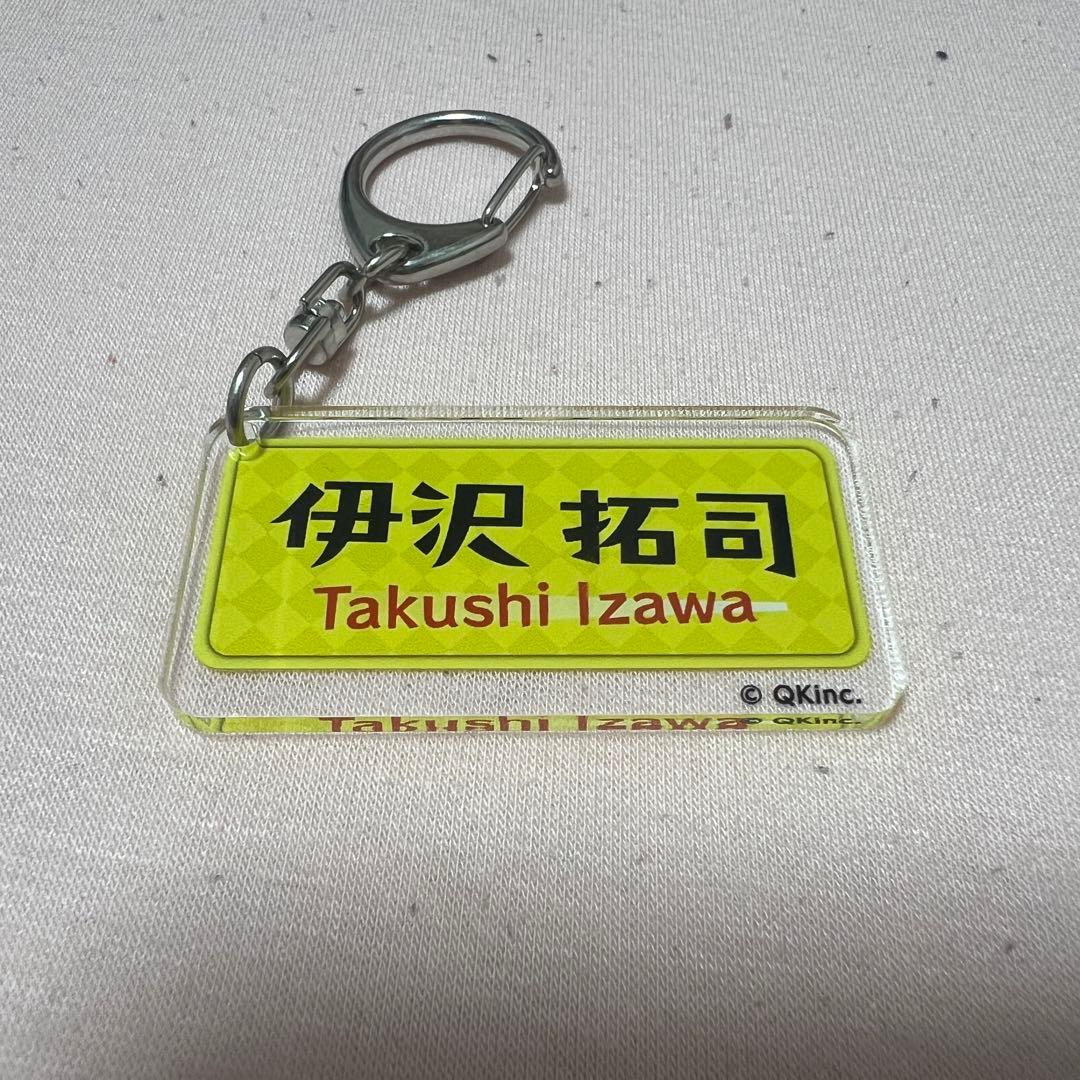 伊沢 拓司
Takushi Izawa
© QKinc.